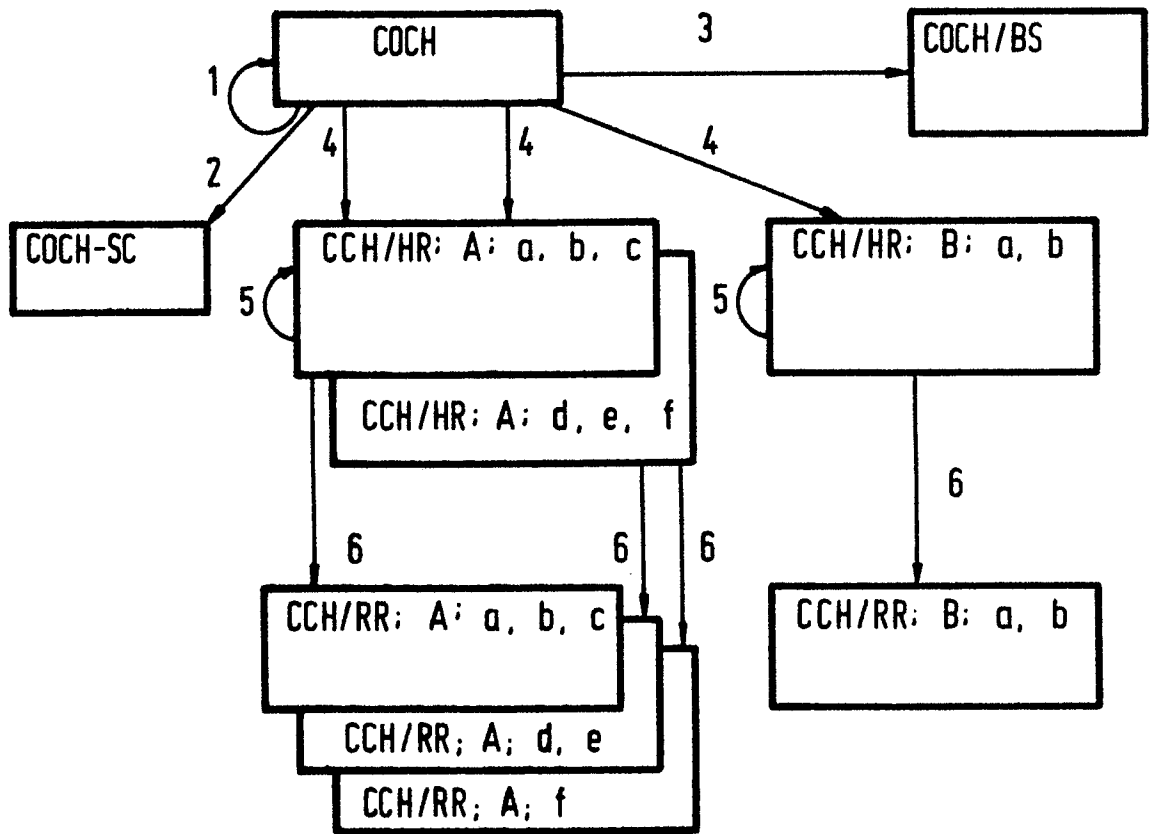 COCH
3
COCH/BS
1
4
4
4
2
COCH-SC
CCH/HR; A; a, b, c
CCH/HR; B; a, b
5
5
CCH/HR; A; d, e, f
6
6
6
6
CCH/RR; A; a, b, c
CCH/RR; B; a, b
CCH/RR; A; d, e
CCH/RR; A; f